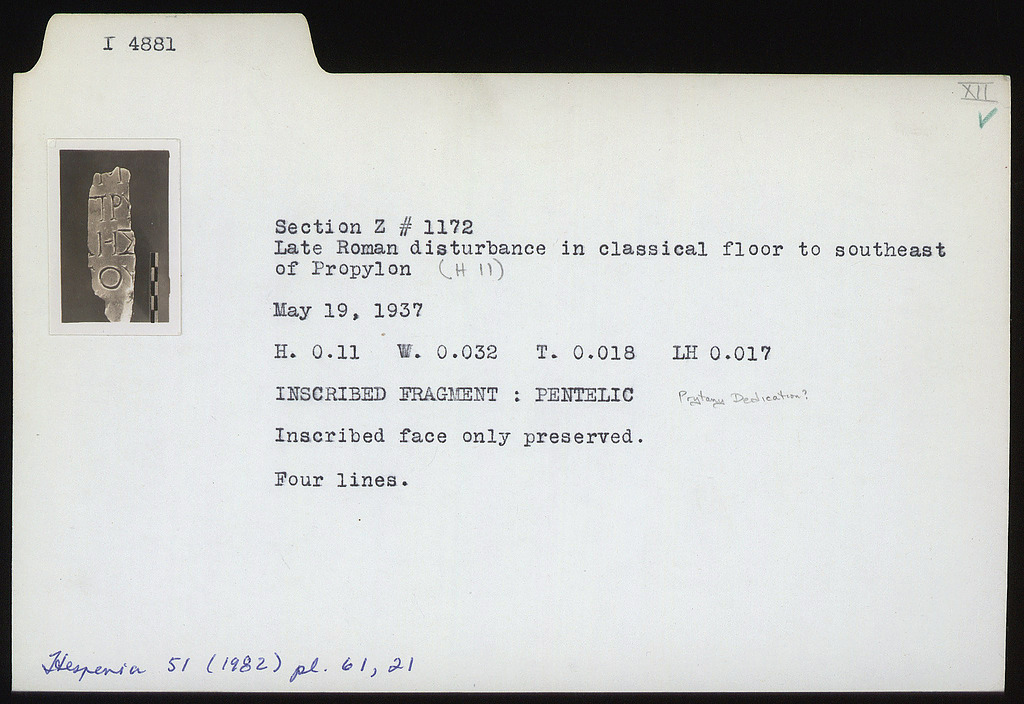 I 4881
XII
ΤΡ
ΗΣ
Ο
Section Z # 1172
Late Roman disturbance in classical floor to southeast
of Propylon (H 11)
May 19, 1937
H. 0.11 W. 0.032 T. 0.018 LH 0.017
INSCRIBED FRAGMENT : PENTELIC Prytany Dedication?
Inscribed face only preserved.
Four lines.
Hesperia 51 (1982) pl. 61, 21